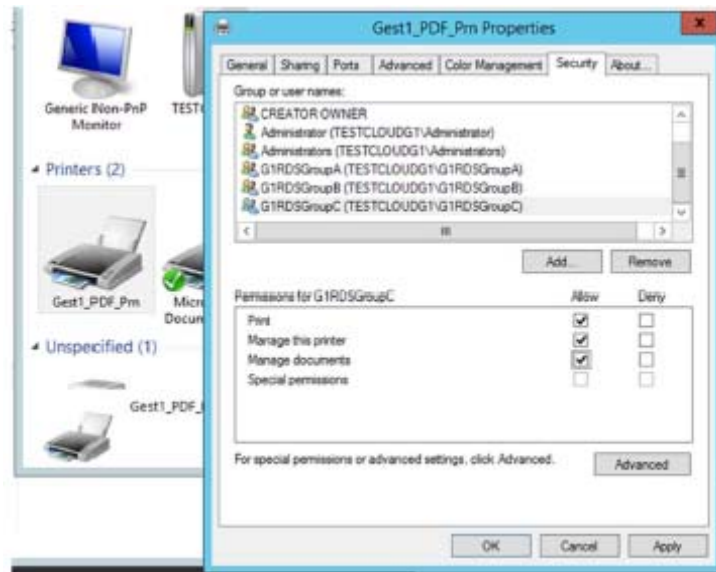 Generic Non-PnP
Monitor
TEST
Printers (2)
Gest1_PDF_Prn
Micr
Docum
Unspecified (1)
Gest1_PDF_
Gest1_PDF_Prn Properties
General Sharing Ports Advanced Color Management Security About...
Group or user names:
CREATOR OWNER
Administrator (TESTCLOUDG1\Administrator)
Administrators (TESTCLOUDG1\Administrators)
G1RDSGroupA (TESTCLOUDG1\G1RDSGroupA)
G1RDSGroupB (TESTCLOUDG1\G1RDSGroupB)
G1RDSGroupC (TESTCLOUDG1\G1RDSGroupC)
Add... Remove
Permissions for G1RDSGroupC Allow Deny
Print
Manage this printer
Manage documents
Special permissions
For special permissions or advanced settings, click Advanced.
Advanced
OK Cancel Apply